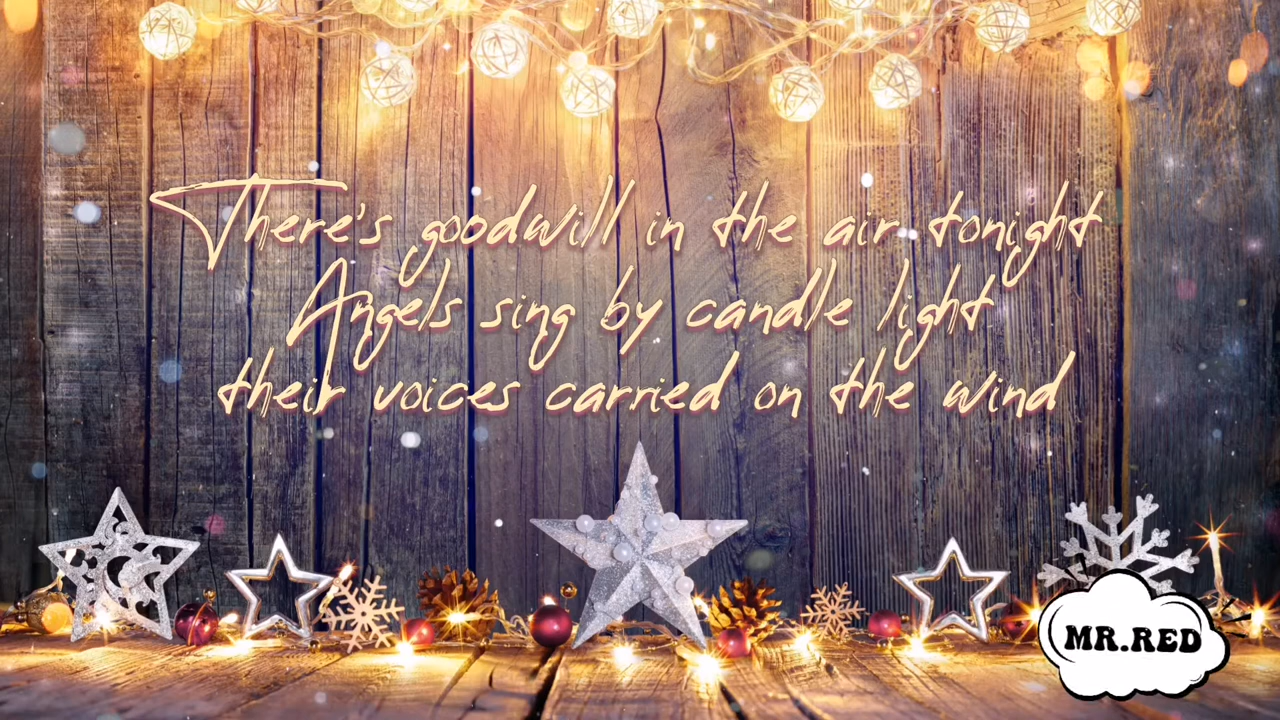 There's goodwill in the air tonight
Angels sing by candle light
their voices carried on the wind
MR.RED